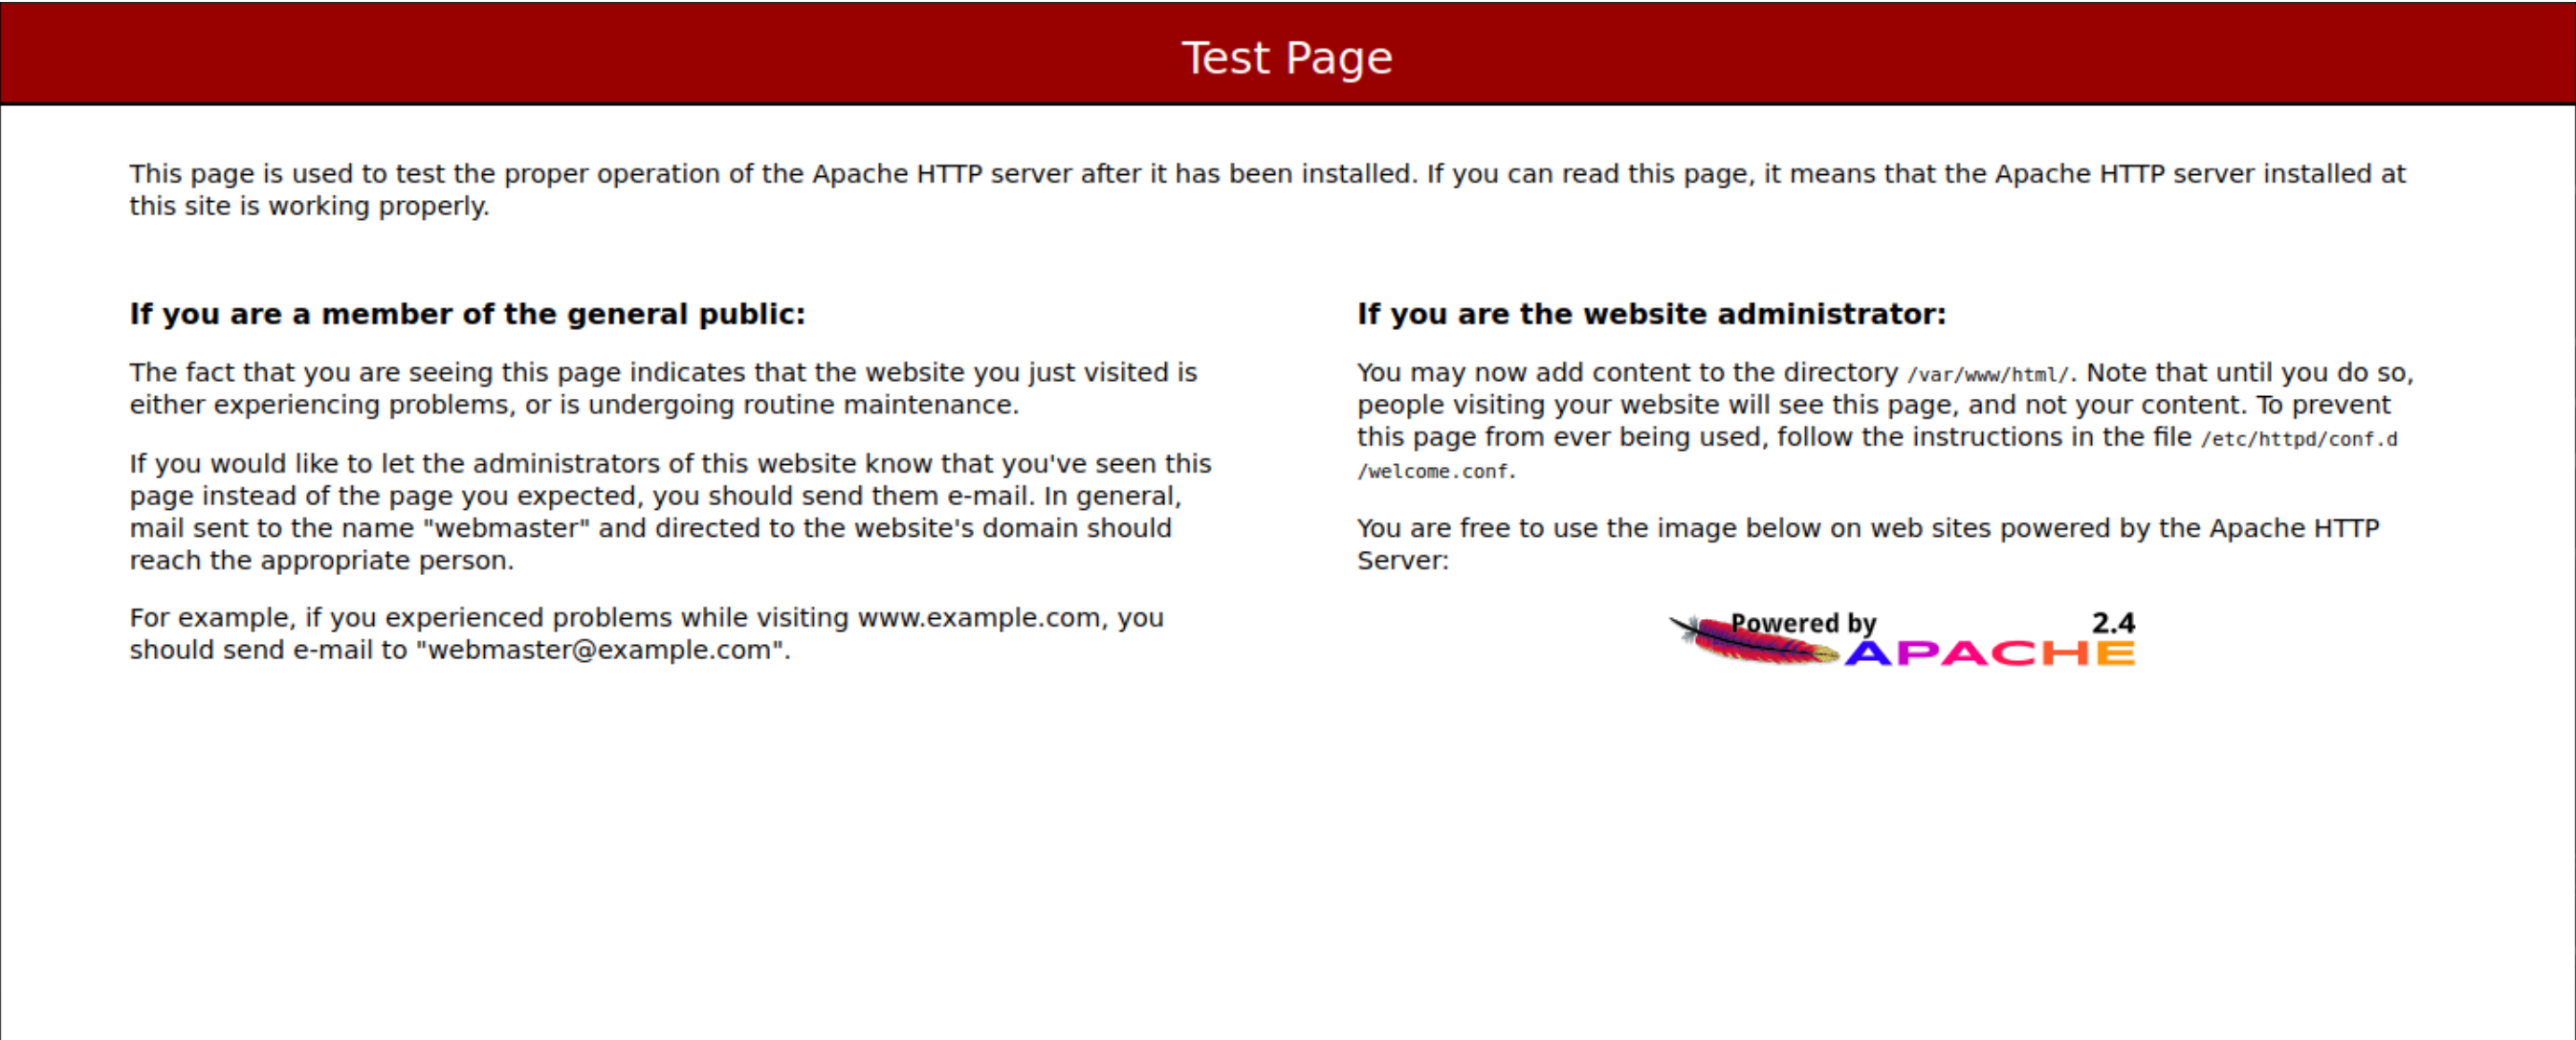 Test Page
This page is used to test the proper operation of the Apache HTTP server after it has been installed. If you can read this page, it means that the Apache HTTP server installed at
this site is working properly.
If you are a member of the general public:
The fact that you are seeing this page indicates that the website you just visited is
either experiencing problems, or is undergoing routine maintenance.
If you would like to let the administrators of this website know that you've seen this
page instead of the page you expected, you should send them e-mail. In general,
mail sent to the name "webmaster" and directed to the website's domain should
reach the appropriate person.
For example, if you experienced problems while visiting www.example.com, you
should send e-mail to "webmaster@example.com".
If you are the website administrator:
You may now add content to the directory /var/www/html/. Note that until you do so,
people visiting your website will see this page, and not your content. To prevent
this page from ever being used, follow the instructions in the file /etc/httpd/conf.d
/welcome.conf.
You are free to use the image below on web sites powered by the Apache HTTP
Server:
Powered by 2.4
APACHE